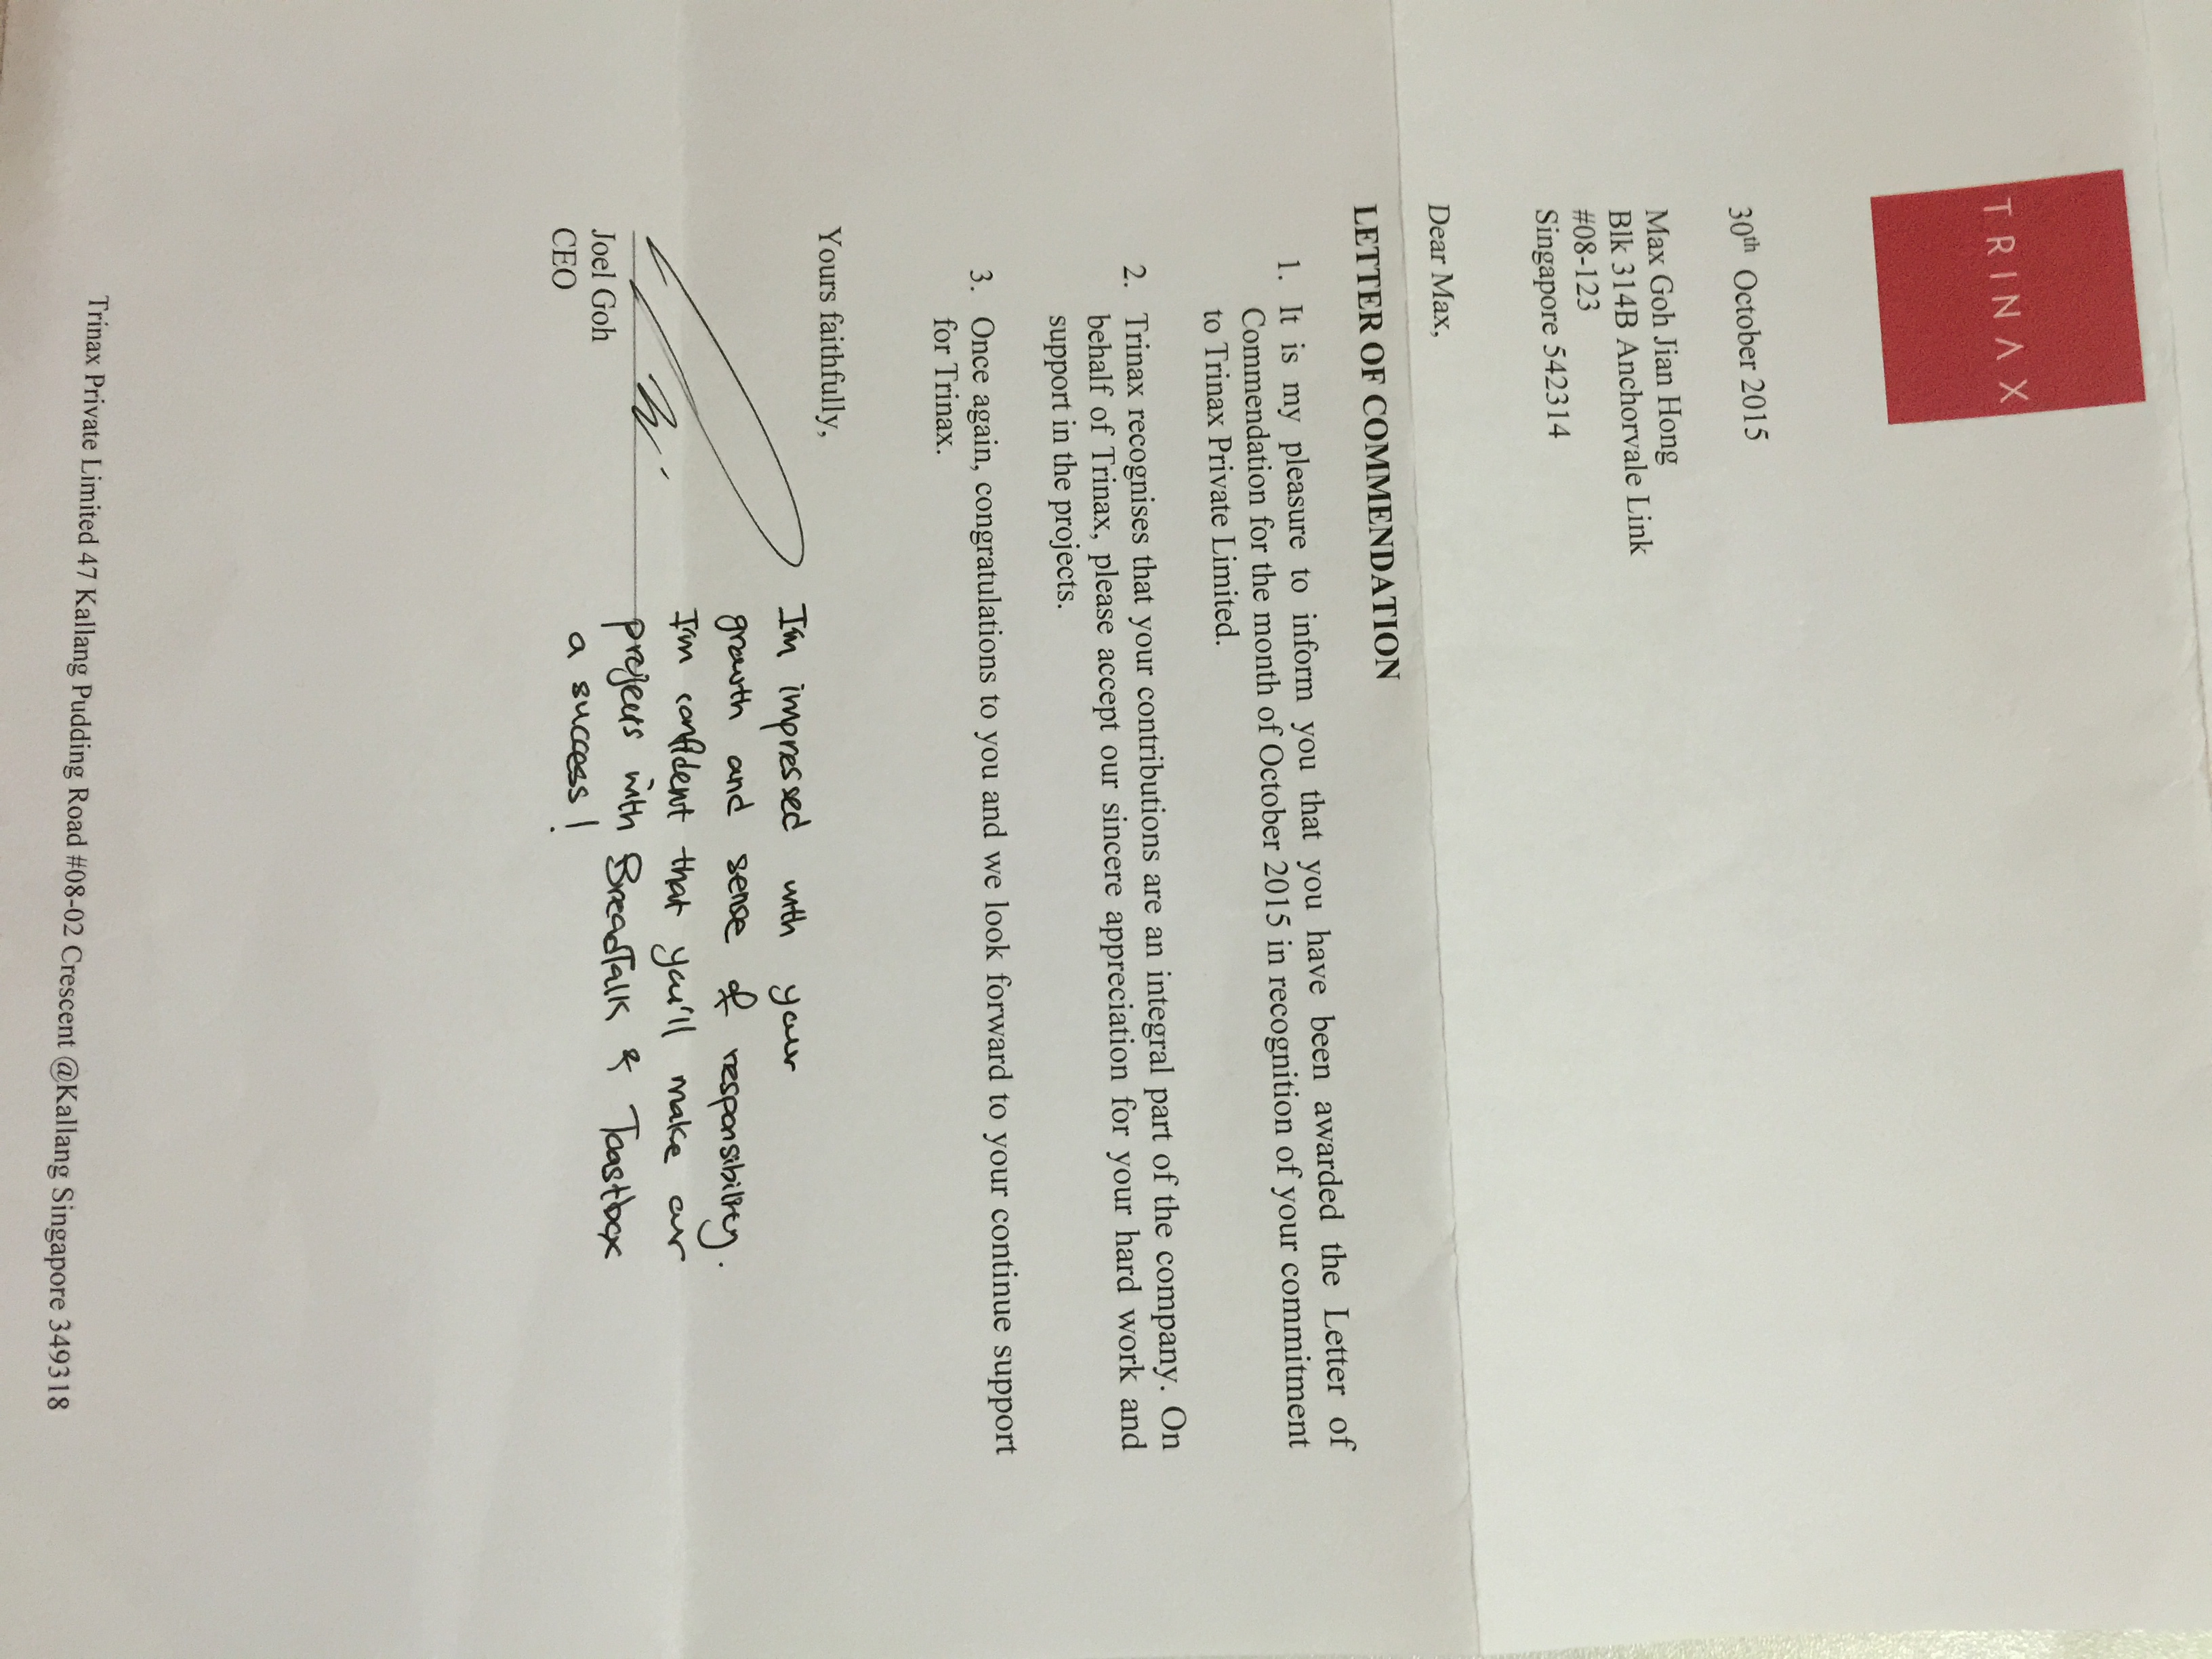 TRINAX
30th October 2015
Max Goh Jian Hong
Blk 314B Anchorvale Link
#08-123
Singapore 542314
Dear Max,
LETTER OF COMMENDATION
1. It is my pleasure to inform you that you have been awarded the Letter of
Commendation for the month of October 2015 in recognition of your commitment
to Trinax Private Limited.
2. Trinax recognises that your contributions are an integral part of the company. On
behalf of Trinax, please accept our sincere appreciation for your hard work and
support in the projects.
3. Once again, congratulations to you and we look forward to your continue support
for Trinax.
Yours faithfully,
Joel Goh
CEO
I'm impressed with your
growth and sense of responsibility.
I'm confident that you'll make our
projects with BreadTalk & Toastbox
a success!
Trinax Private Limited 47 Kallang Pudding Road #08-02 Crescent @Kallang Singapore 349318